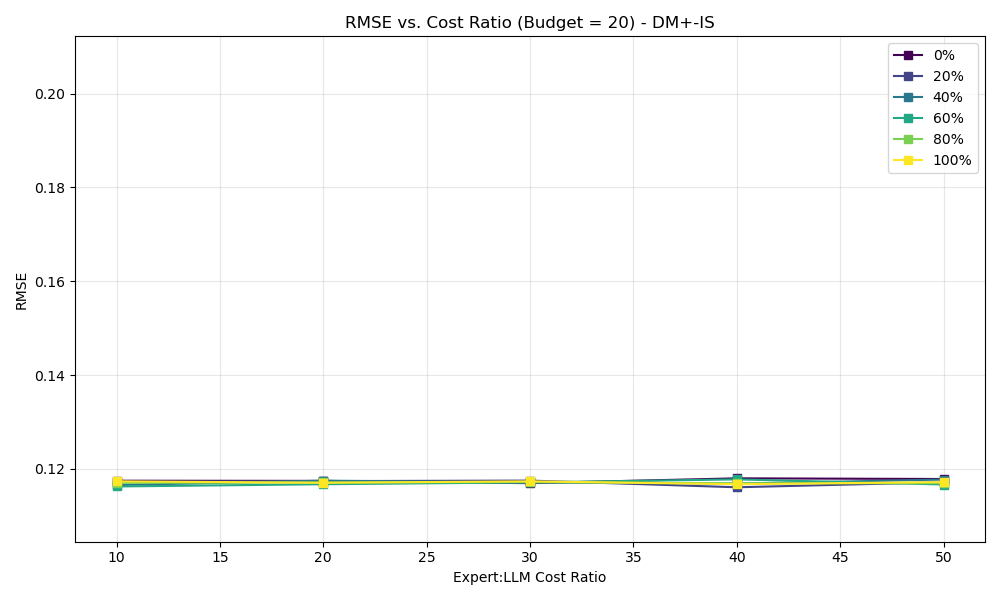 RMSE vs. Cost Ratio (Budget = 20) - DM+-IS
0%
20%
40%
60%
80%
100%
RMSE
0.20
0.18
0.16
0.14
0.12
10 15 20 25 30 35 40 45 50
Expert:LLM Cost Ratio